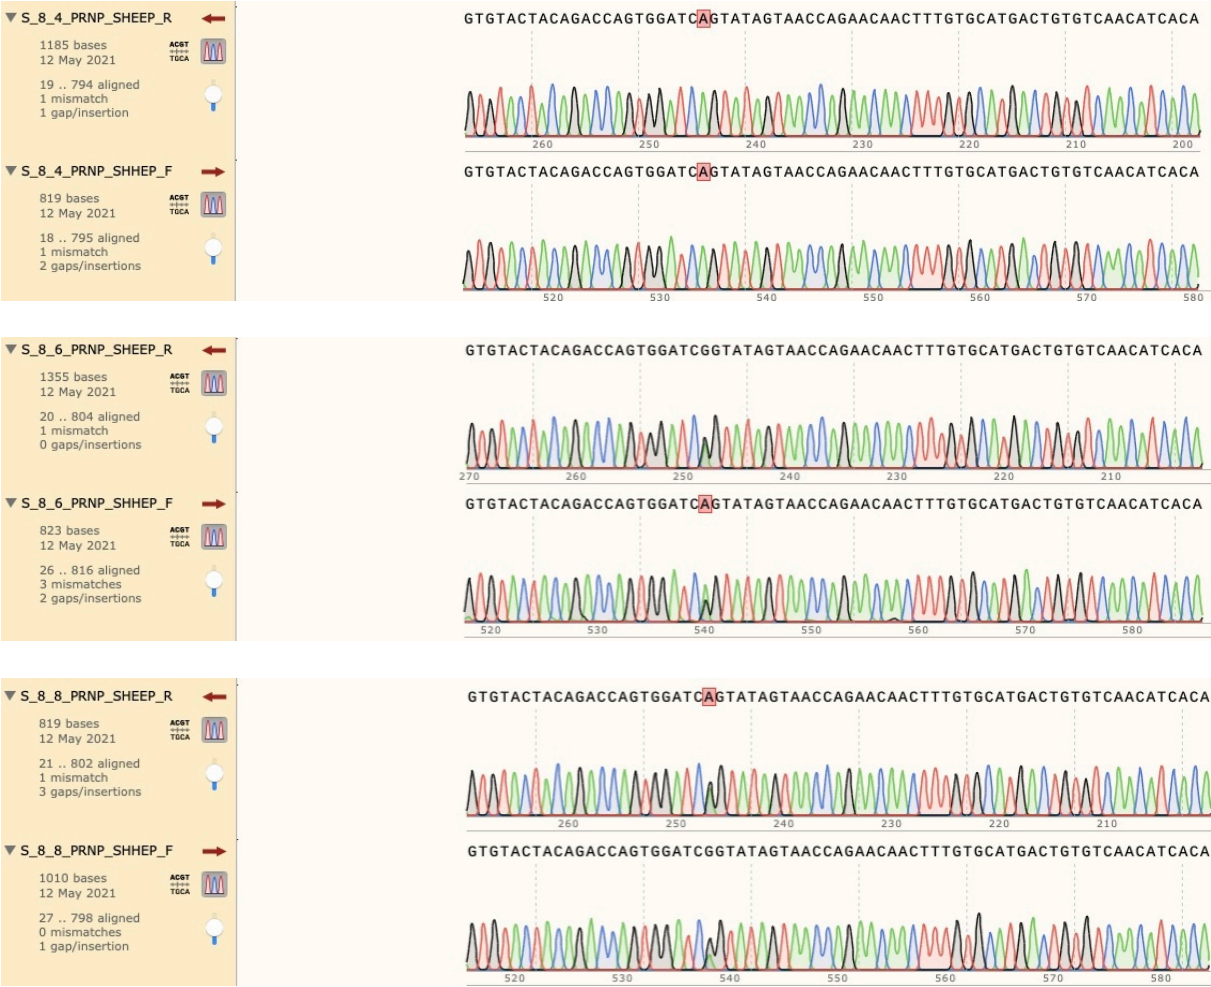 S_8_4_PRNP_SHEEP_R
GTGTACTACAGACCAGTGGATCAGTATAGTAACCAGAACAACTTTGTGCATGACTGTGTCAACATCACA
1185 bases
ACGT
TGCA
12 May 2021
19 .. 794 aligned
1 mismatch
1 gap/insertion
260 250 240 230 220 210 200
S_8_4_PRNP_SHHEP_F
GTGTACTACAGACCAGTGGATCAGTATAGTAACCAGAACAACTTTGTGCATGACTGTGTCAACATCACA
819 bases
ACGT
TGCA
12 May 2021
18 .. 795 aligned
1 mismatch
2 gaps/insertions
520 530 540 550 560 570 580
S_8_6_PRNP_SHEEP_R
GTGTACTACAGACCAGTGGATCGGTATAGTAACCAGAACAACTTTGTGCATGACTGTGTCAACATCACA
1355 bases
ACGT
TGCA
12 May 2021
20 .. 804 aligned
1 mismatch
0 gaps/insertions
270 260 250 240 230 220 210
S_8_6_PRNP_SHHEP_F
GTGTACTACAGACCAGTGGATCAGTATAGTAACCAGAACAACTTTGTGCATGACTGTGTCAACATCACA
823 bases
ACGT
TGCA
12 May 2021
26 .. 816 aligned
3 mismatches
2 gaps/insertions
520 530 540 550 560 570 580
S_8_8_PRNP_SHEEP_R
GTGTACTACAGACCAGTGGATCAGTATAGTAACCAGAACAACTTTGTGCATGACTGTGTCAACATCACA
819 bases
ACGT
TGCA
12 May 2021
21 .. 802 aligned
1 mismatch
3 gaps/insertions
260 250 240 230 220 210
S_8_8_PRNP_SHHEP_F
GTGTACTACAGACCAGTGGATCGGTATAGTAACCAGAACAACTTTGTGCATGACTGTGTCAACATCACA
1010 bases
ACGT
TGCA
12 May 2021
27 .. 798 aligned
0 mismatches
1 gap/insertion
520 530 540 550 560 570 580